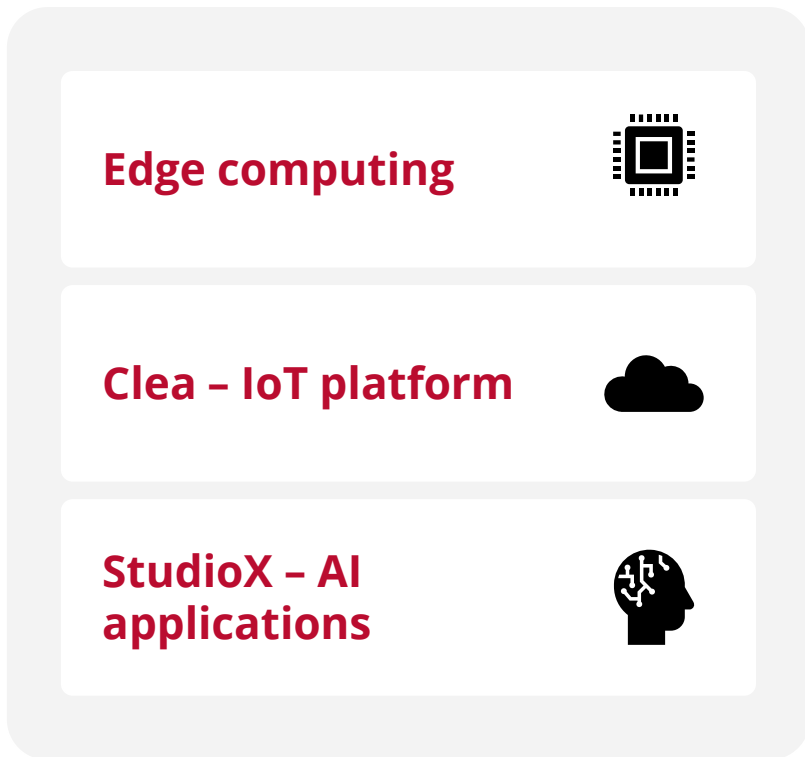 Edge computing
Clea – IoT platform
StudioX – AI
applications